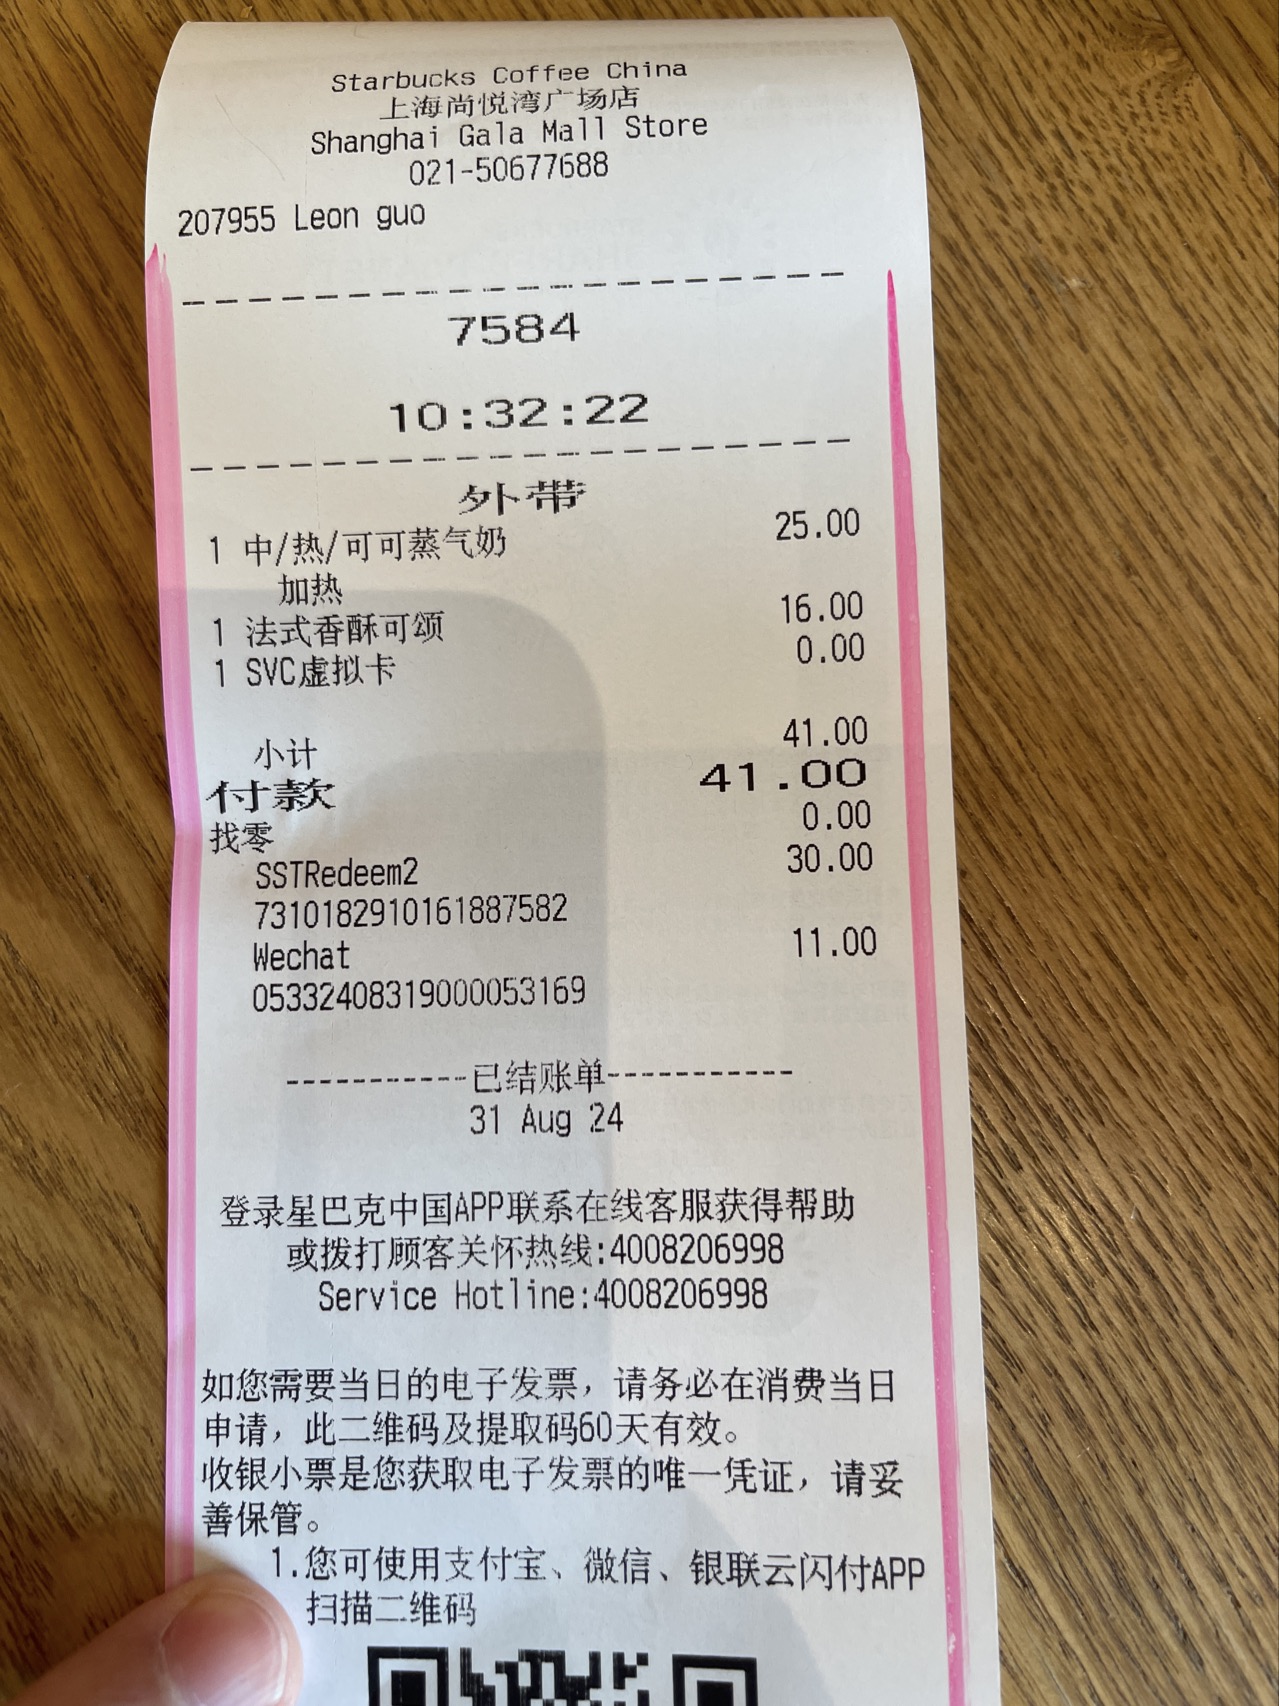 Starbucks Coffee China
上海尚悦湾广场店
Shanghai Gala Mall Store
021-50677688
207955 Leon guo
7584
10:32:22
外带
1 中/热/可可蒸气奶 25.00
加热
1 法式香酥可颂 16.00
1 SVC虚拟卡 0.00
小计 41.00
付款 41.00
找零 0.00
SSTRedeem2 30.00
7310182910161887582
Wechat 11.00
05332408319000053169
-----------已结账单-----------
31 Aug 24
登录星巴克中国APP联系在线客服获得帮助
或拨打顾客关怀热线:4008206998
Service Hotline:4008206998
如您需要当日的电子发票，请务必在消费当日
申请，此二维码及提取码60天有效。
收银小票是您获取电子发票的唯一凭证，请妥
善保管。
1.您可使用支付宝、微信、银联云闪付APP
扫描二维码